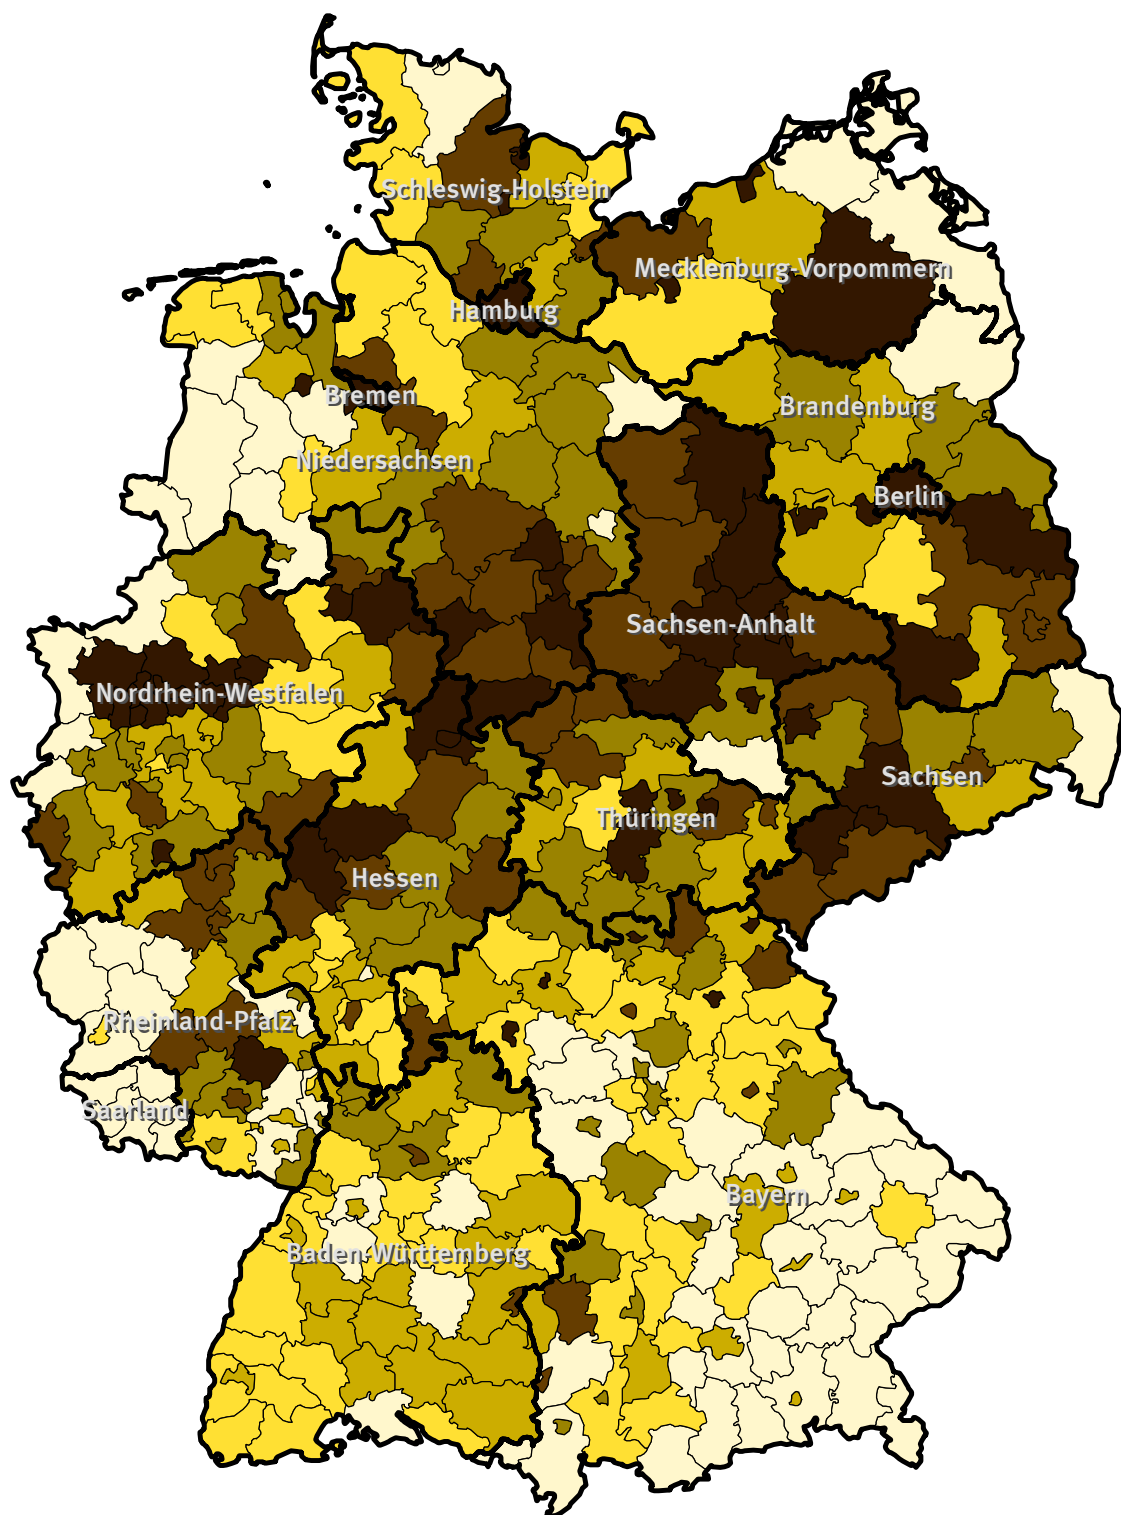 Schleswig-Holstein
Mecklenburg-Vorpommern
Hamburg
Bremen
Brandenburg
Niedersachsen
Berlin
Sachsen-Anhalt
Nordrhein-Westfalen
Sachsen
Thüringen
Hessen
Rheinland-Pfalz
Saarland
Bayern
Baden-Württemberg